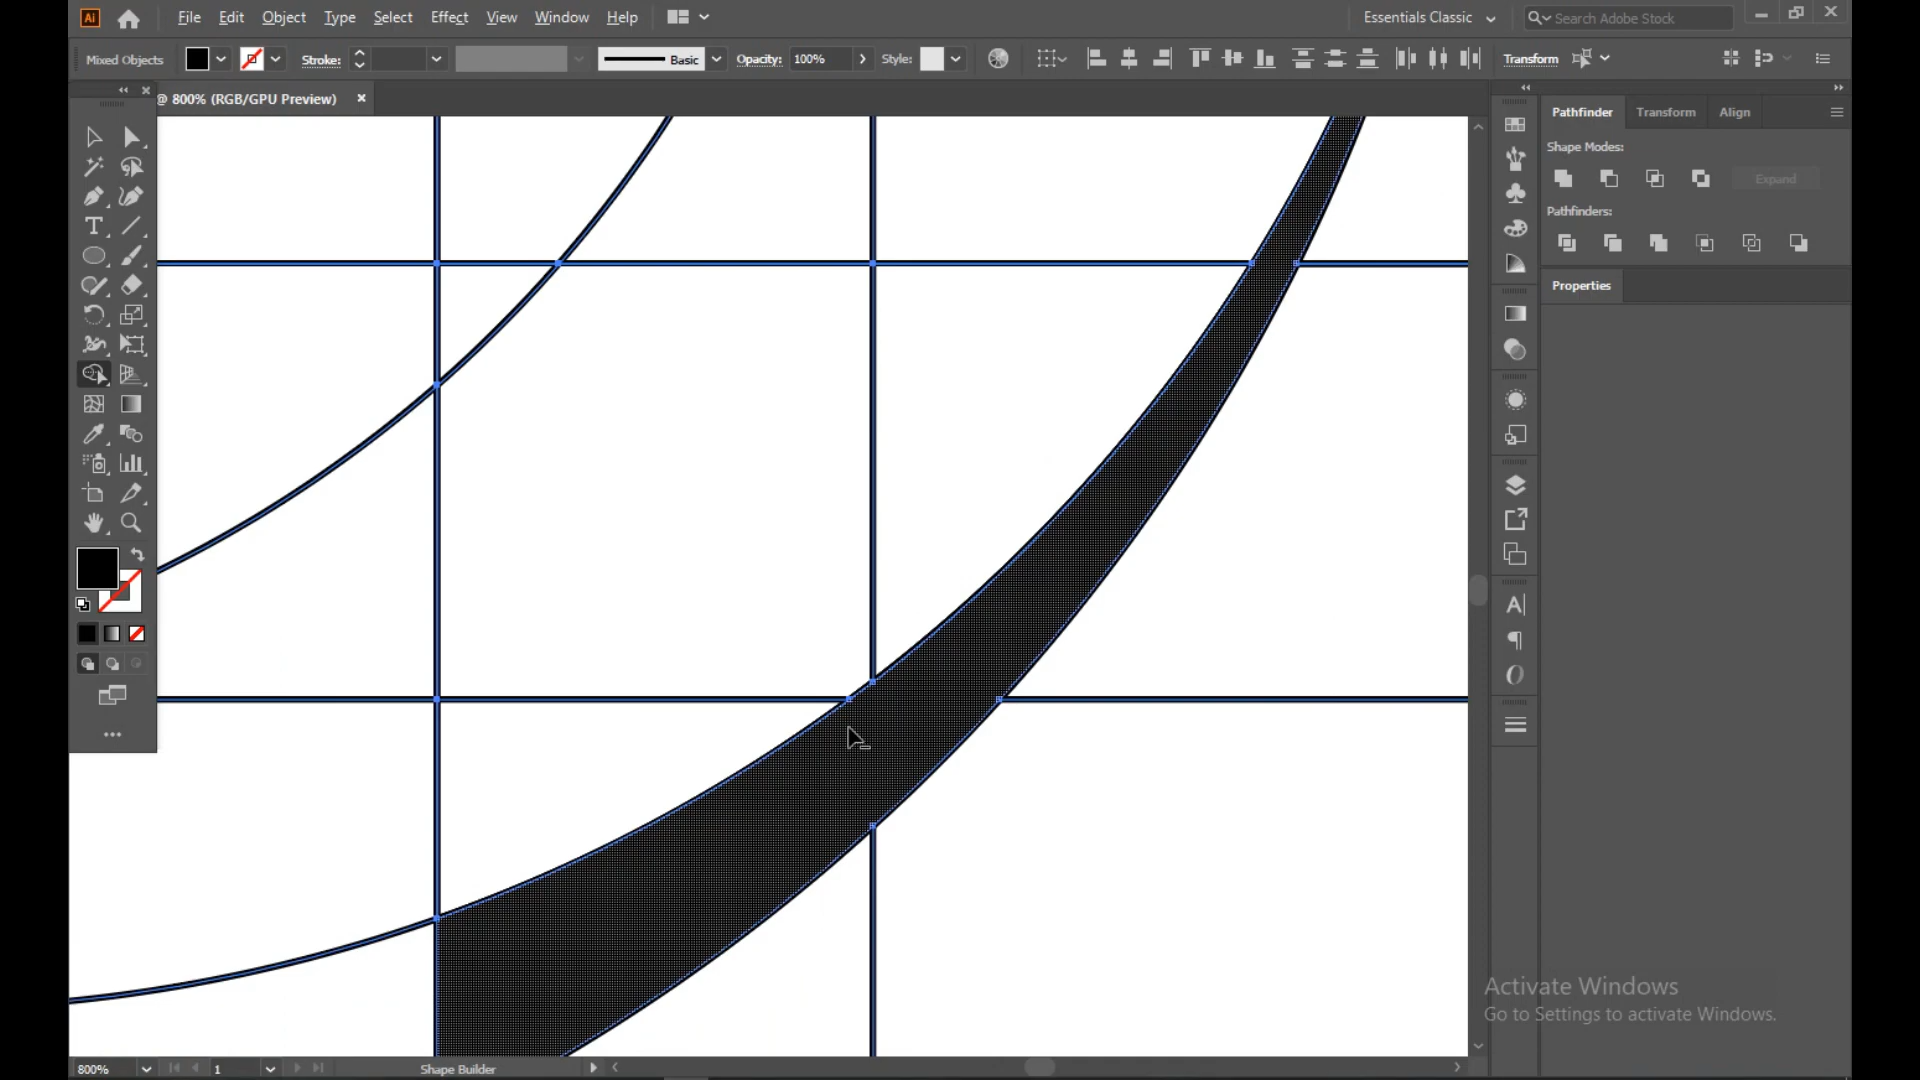 Ai File Edit Object Type Select Effect View Window Help Essentials Classic Search Adobe Stock
Mixed Objects Stroke: Basic Opacity: 100% Style: Transform
@ 800% (RGB/GPU Preview)
Pathfinder Transform Align
Shape Modes:
Expand
Pathfinders:
Properties
Activate Windows
Go to Settings to activate Windows.
800% 1 Shape Builder